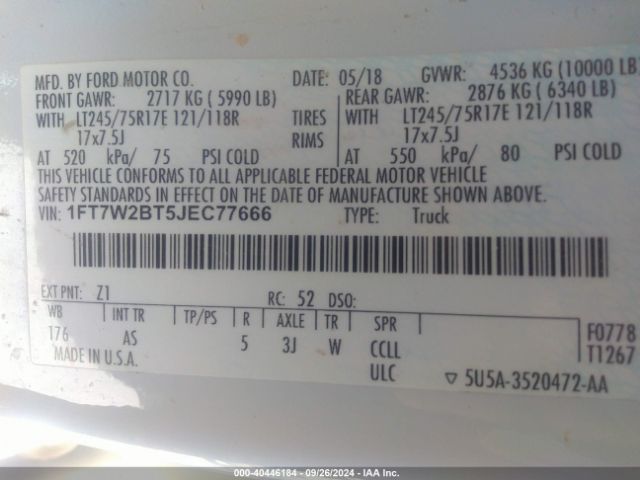 MFD. BY FORD MOTOR CO. DATE: 05/18 GVWR: 4536 KG (10000 LB)
FRONT GAWR: 2717 KG ( 5990 LB) REAR GAWR: 2876 KG ( 6340 LB)
WITH LT245/75R17E 121/118R TIRES WITH LT245/75R17E 121/118R
17x7.5J RIMS 17x7.5J
AT 520 kPa/ 75 PSI COLD AT 550 kPa/ 80 PSI COLD
THIS VEHICLE CONFORMS TO ALL APPLICABLE FEDERAL MOTOR VEHICLE
SAFETY STANDARDS IN EFFECT ON THE DATE OF MANUFACTURE SHOWN ABOVE.
VIN: 1FT7W2BT5JEC77666 TYPE: Truck
EXT PNT: Z1 RC: 52 DSO:
WB INT TR TP/PS R AXLE TR SPR F0778
176 AS 5 3J W CCLL T1267
MADE IN U.S.A. ULC ▽ 5U5A-3520472-AA
000-40446184 - 09/26/2024 - IAA Inc.